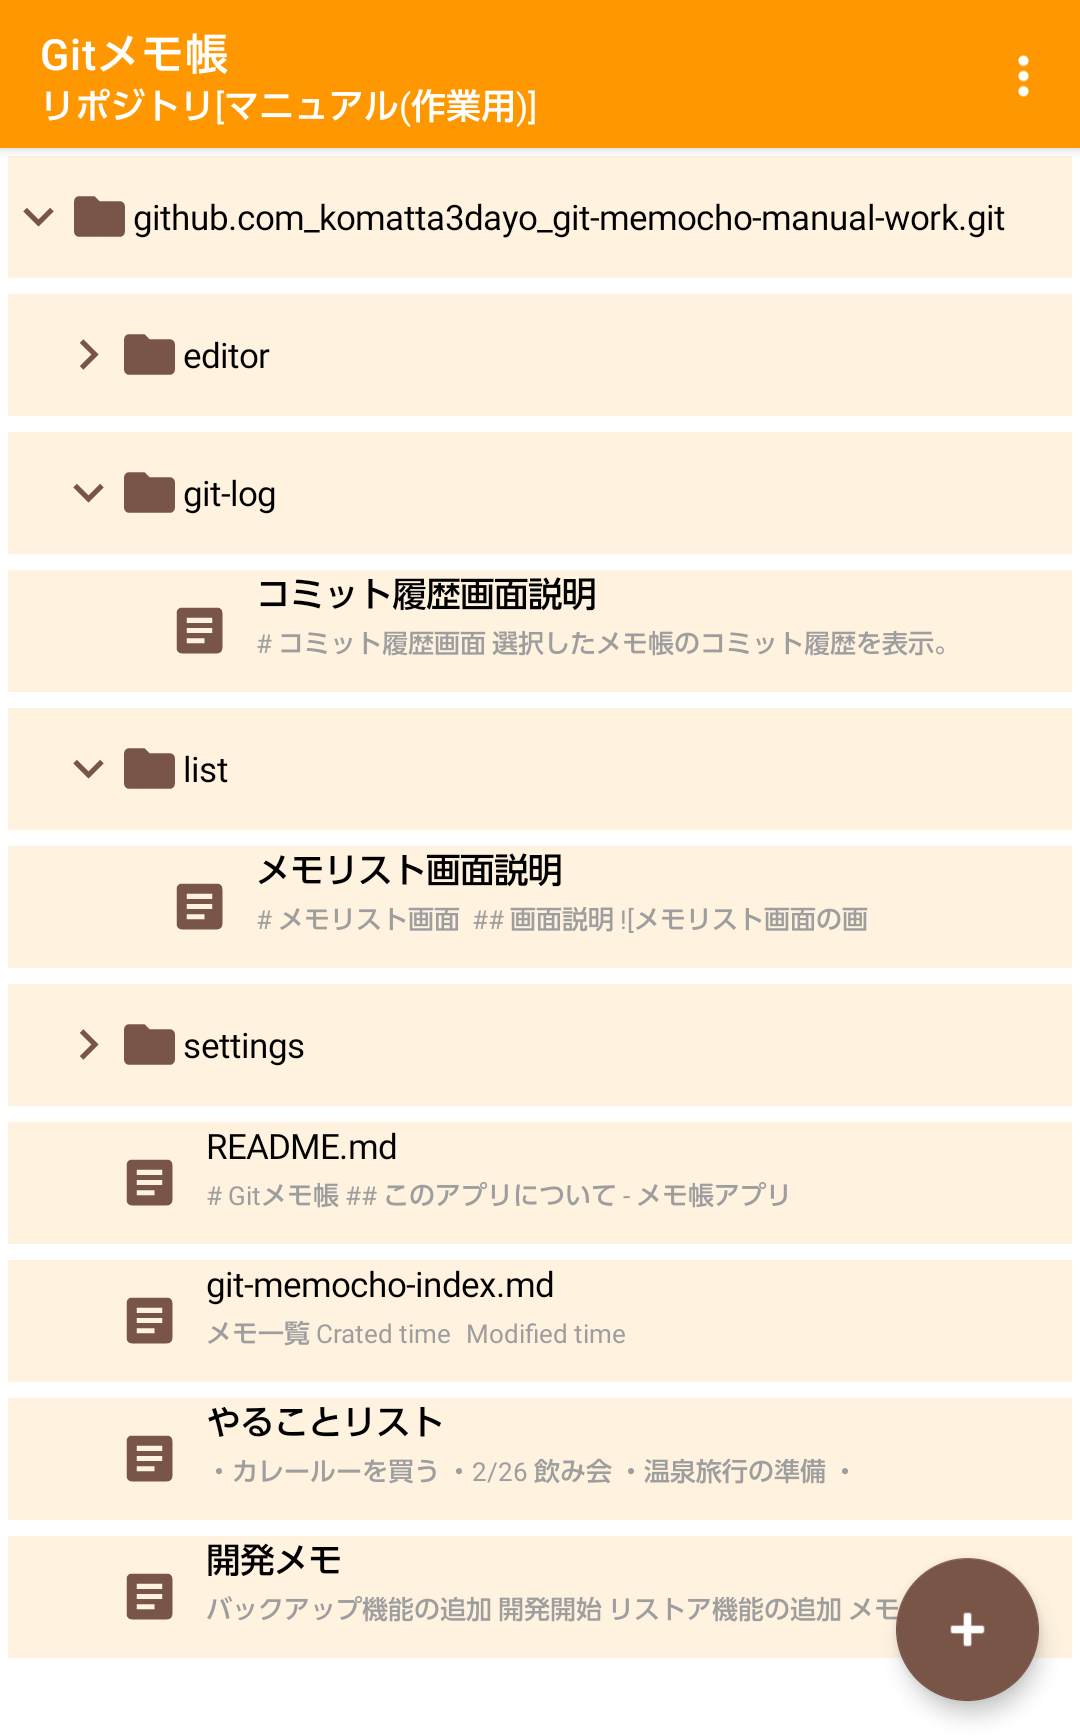 Gitメモ帳
リポジトリ[マニュアル(作業用)]
github.com_komatta3dayo_git-memocho-manual-work.git
editor
git-log
コミット履歴画面説明
# コミット履歴画面 選択したメモ帳のコミット履歴を表示。
list
メモリスト画面説明
# メモリスト画面 ## 画面説明 ![メモリスト画面の画
settings
README.md
# Gitメモ帳 ## このアプリについて - メモ帳アプリ
git-memocho-index.md
メモ一覧 Crated time Modified time
やることリスト
・カレールーを買う ・2/26 飲み会 ・温泉旅行の準備 ・
開発メモ
バックアップ機能の追加 開発開始 リストア機能の追加 メモ